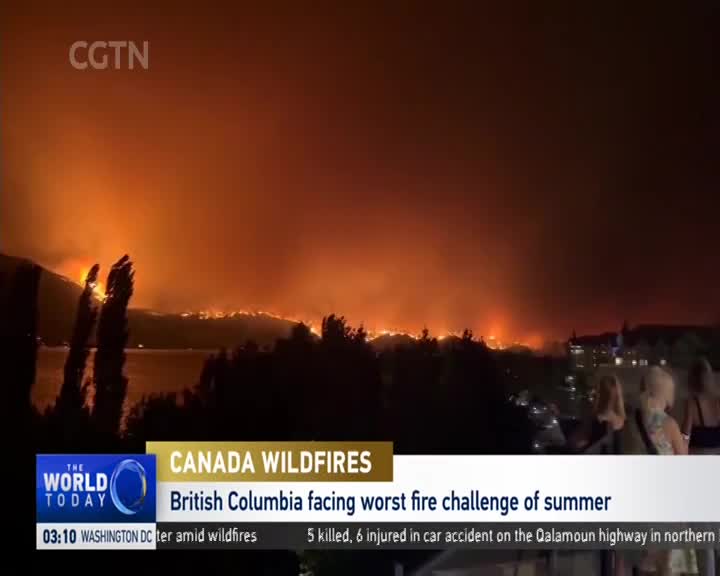 CGTN
CANADA WILDFIRES
THE
WORLD
TODAY
British Columbia facing worst fire challenge of summer
03:10 WASHINGTON DC
ter amid wildfires 5 killed, 6 injured in car accident on the Qalamoun highway in northern